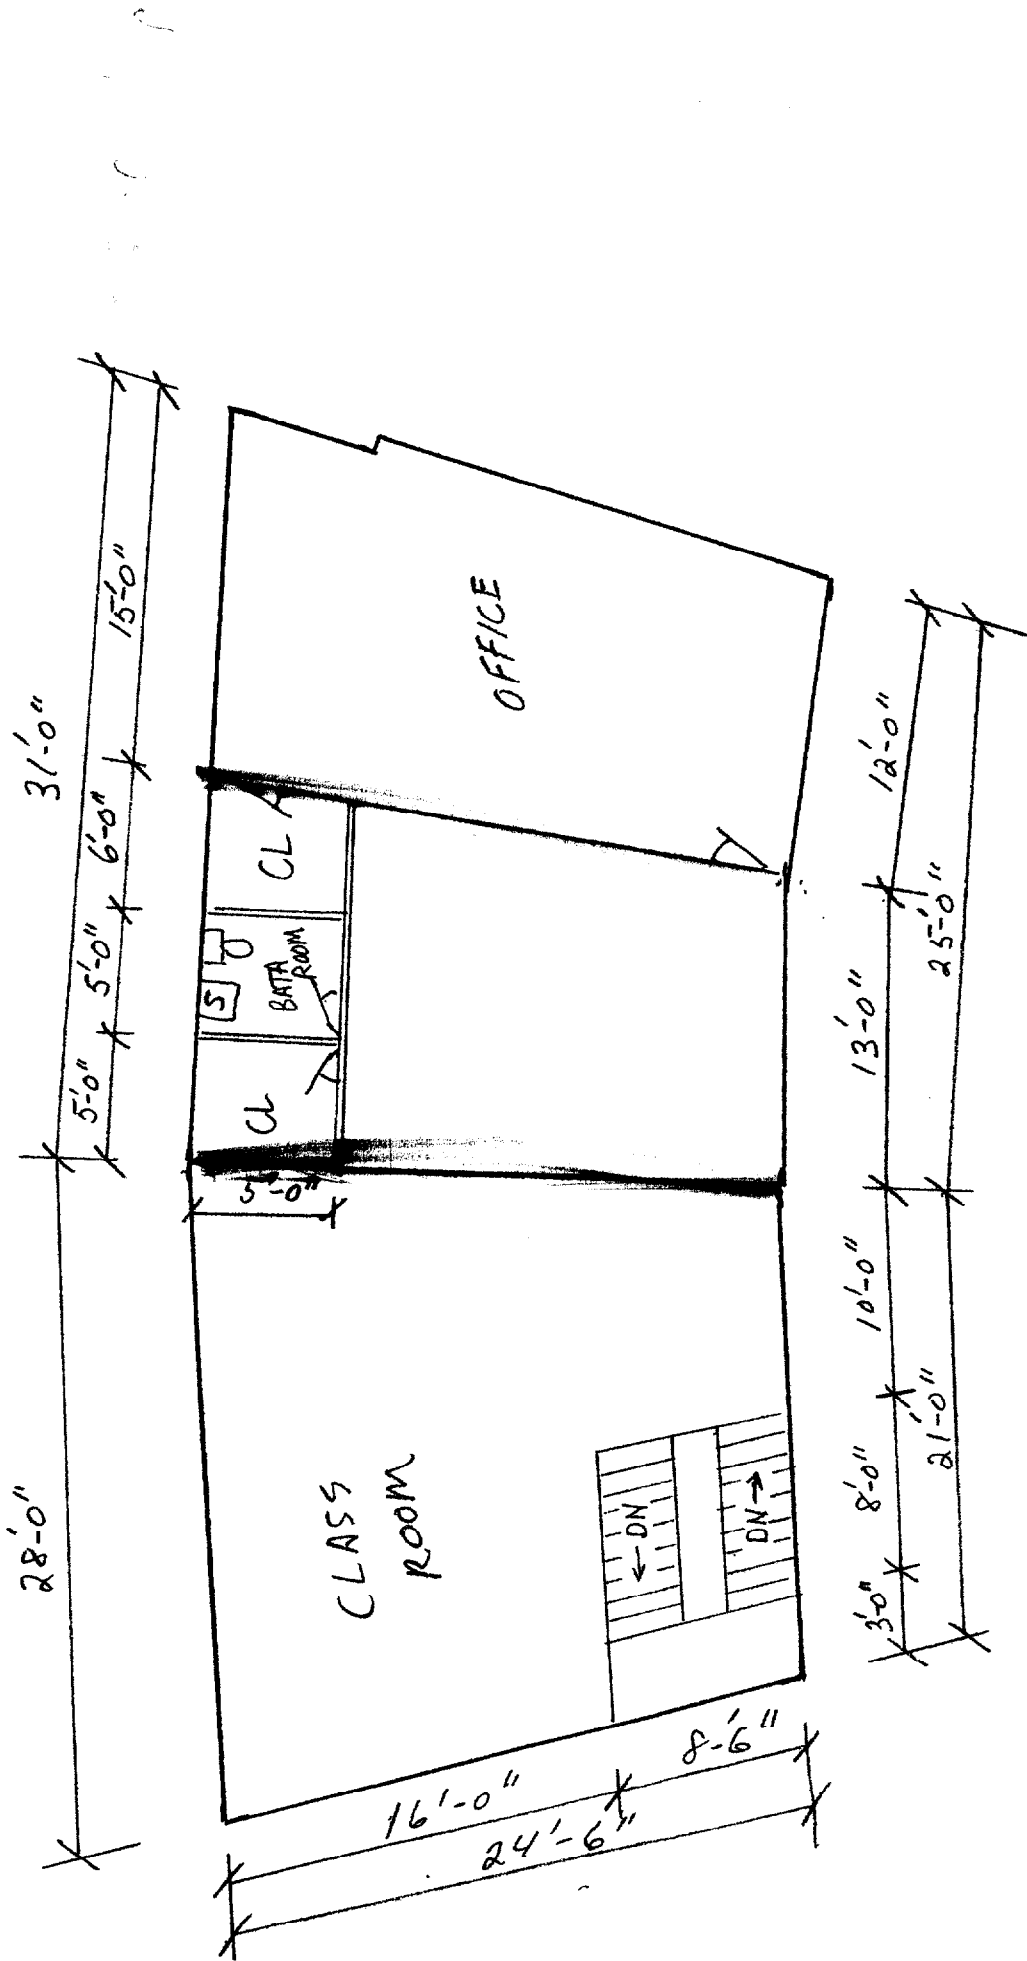 31'-0"
28'-0"
5'-0"
5'-0"
6'-0"
15'-0"
CL
S
BATA
ROOM
CL
5'-0"
OFFICE
CLASS
ROOM
←DN
DN→
16'-0"
8'-6"
24'-6"
3'-0"
8'-0"
10'-0"
13'-0"
12'-0"
21'-0"
25'-0"